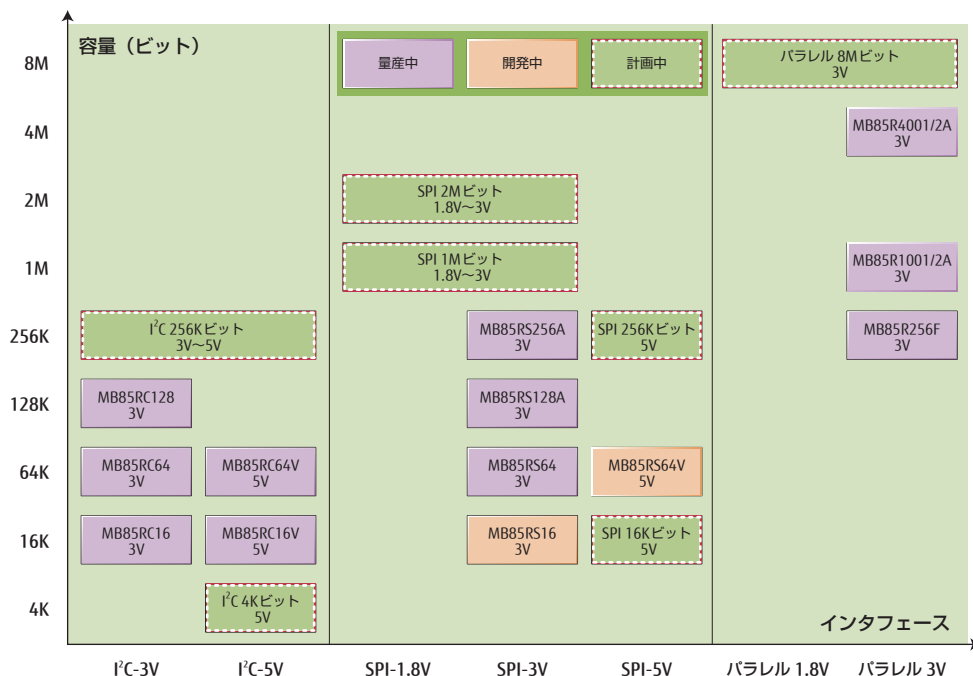 容量（ビット）
8M
量産中
開発中
計画中
パラレル 8Mビット
3V
4M
MB85R4001/2A
3V
2M
SPI 2Mビット
1.8V～3V
1M
SPI 1Mビット
1.8V～3V
MB85R1001/2A
3V
256K
I²C 256Kビット
3V～5V
MB85RS256A
3V
SPI 256Kビット
5V
MB85R256F
3V
128K
MB85RC128
3V
MB85RS128A
3V
64K
MB85RC64
3V
MB85RC64V
5V
MB85RS64
3V
MB85RS64V
5V
16K
MB85RC16
3V
MB85RC16V
5V
MB85RS16
3V
SPI 16Kビット
5V
4K
I²C 4Kビット
5V
インタフェース
I²C-3V
I²C-5V
SPI-1.8V
SPI-3V
SPI-5V
パラレル 1.8V
パラレル 3V